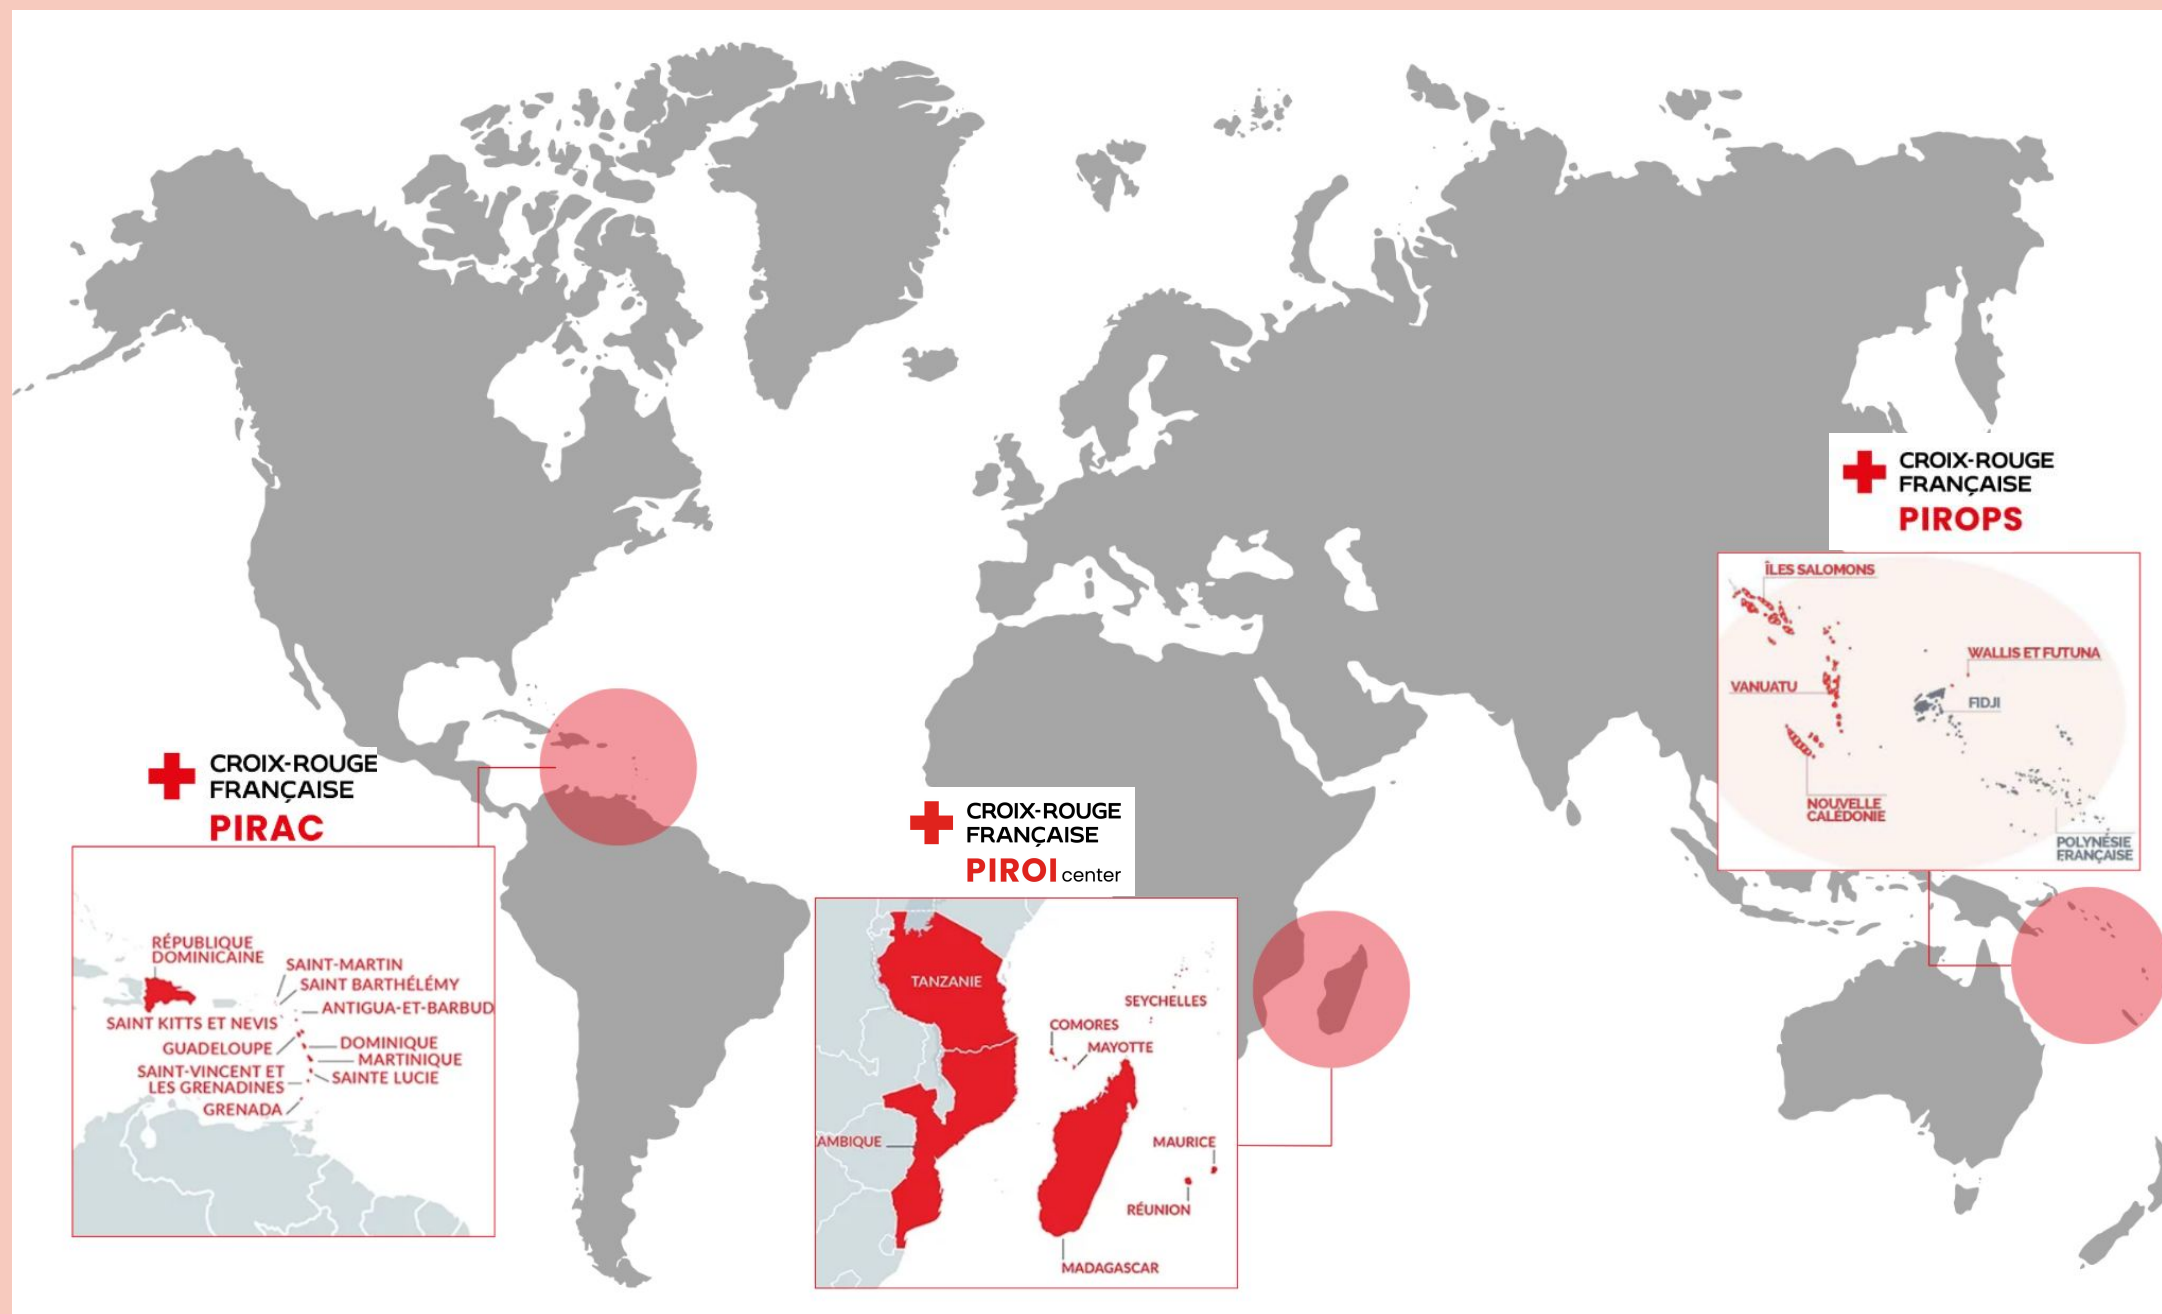 CROIX-ROUGE
FRANÇAISE
PIRAC
RÉPUBLIQUE
DOMINICAINE
SAINT-MARTIN
SAINT BARTHÉLÉMY
ANTIGUA-ET-BARBUD
SAINT KITTS ET NEVIS
GUADELOUPE
DOMINIQUE
MARTINIQUE
SAINT-VINCENT ET
LES GRENADINES
SAINTE LUCIE
GRENADA
CROIX-ROUGE
FRANÇAISE
PIROI center
TANZANIE
SEYCHELLES
COMORES
MAYOTTE
AMBIQUE
MAURICE
RÉUNION
MADAGASCAR
CROIX-ROUGE
FRANÇAISE
PIROPS
ÎLES SALOMONS
WALLIS ET FUTUNA
VANUATU
FIDJI
NOUVELLE
CALÉDONIE
POLYNÉSIE
FRANÇAISE